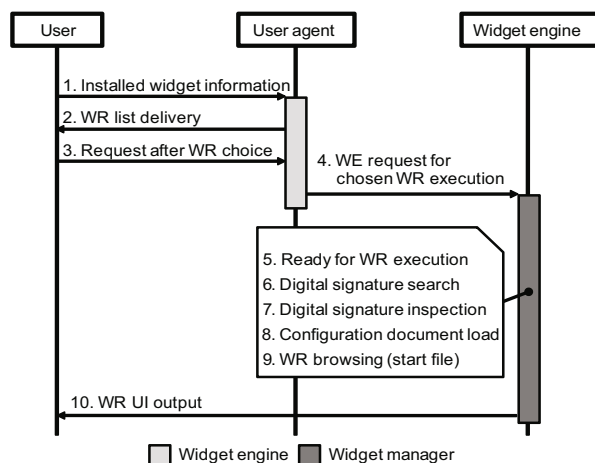 User
User agent
Widget engine
1. Installed widget information
2. WR list delivery
3. Request after WR choice
4. WE request for
chosen WR execution
5. Ready for WR execution
6. Digital signature search
7. Digital signature inspection
8. Configuration document load
9. WR browsing (start file)
10. WR UI output
Widget engine
Widget manager